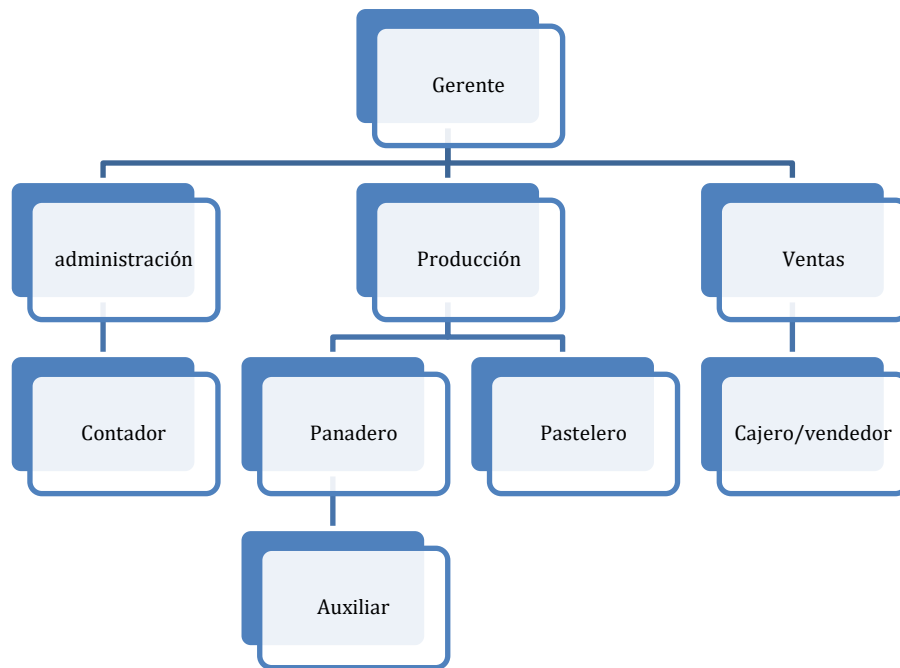 Gerente
administración
Producción
Ventas
Contador
Panadero
Pastelero
Cajero/vendedor
Auxiliar